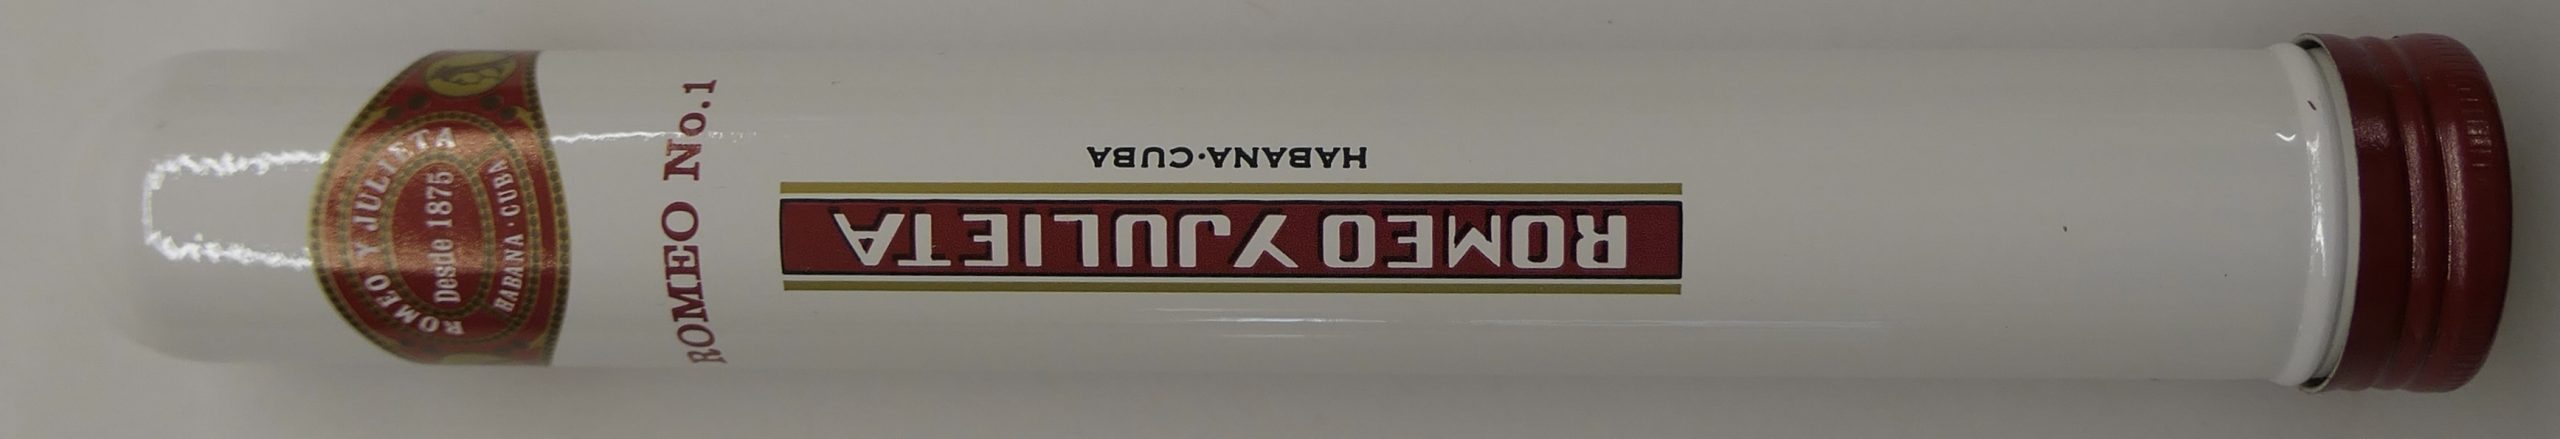 ROMEO Y JULIETA
Desde 1875
HABANA · CUBA
ROMEO No.1
ROMEO Y JULIETA
HABANA·CUBA